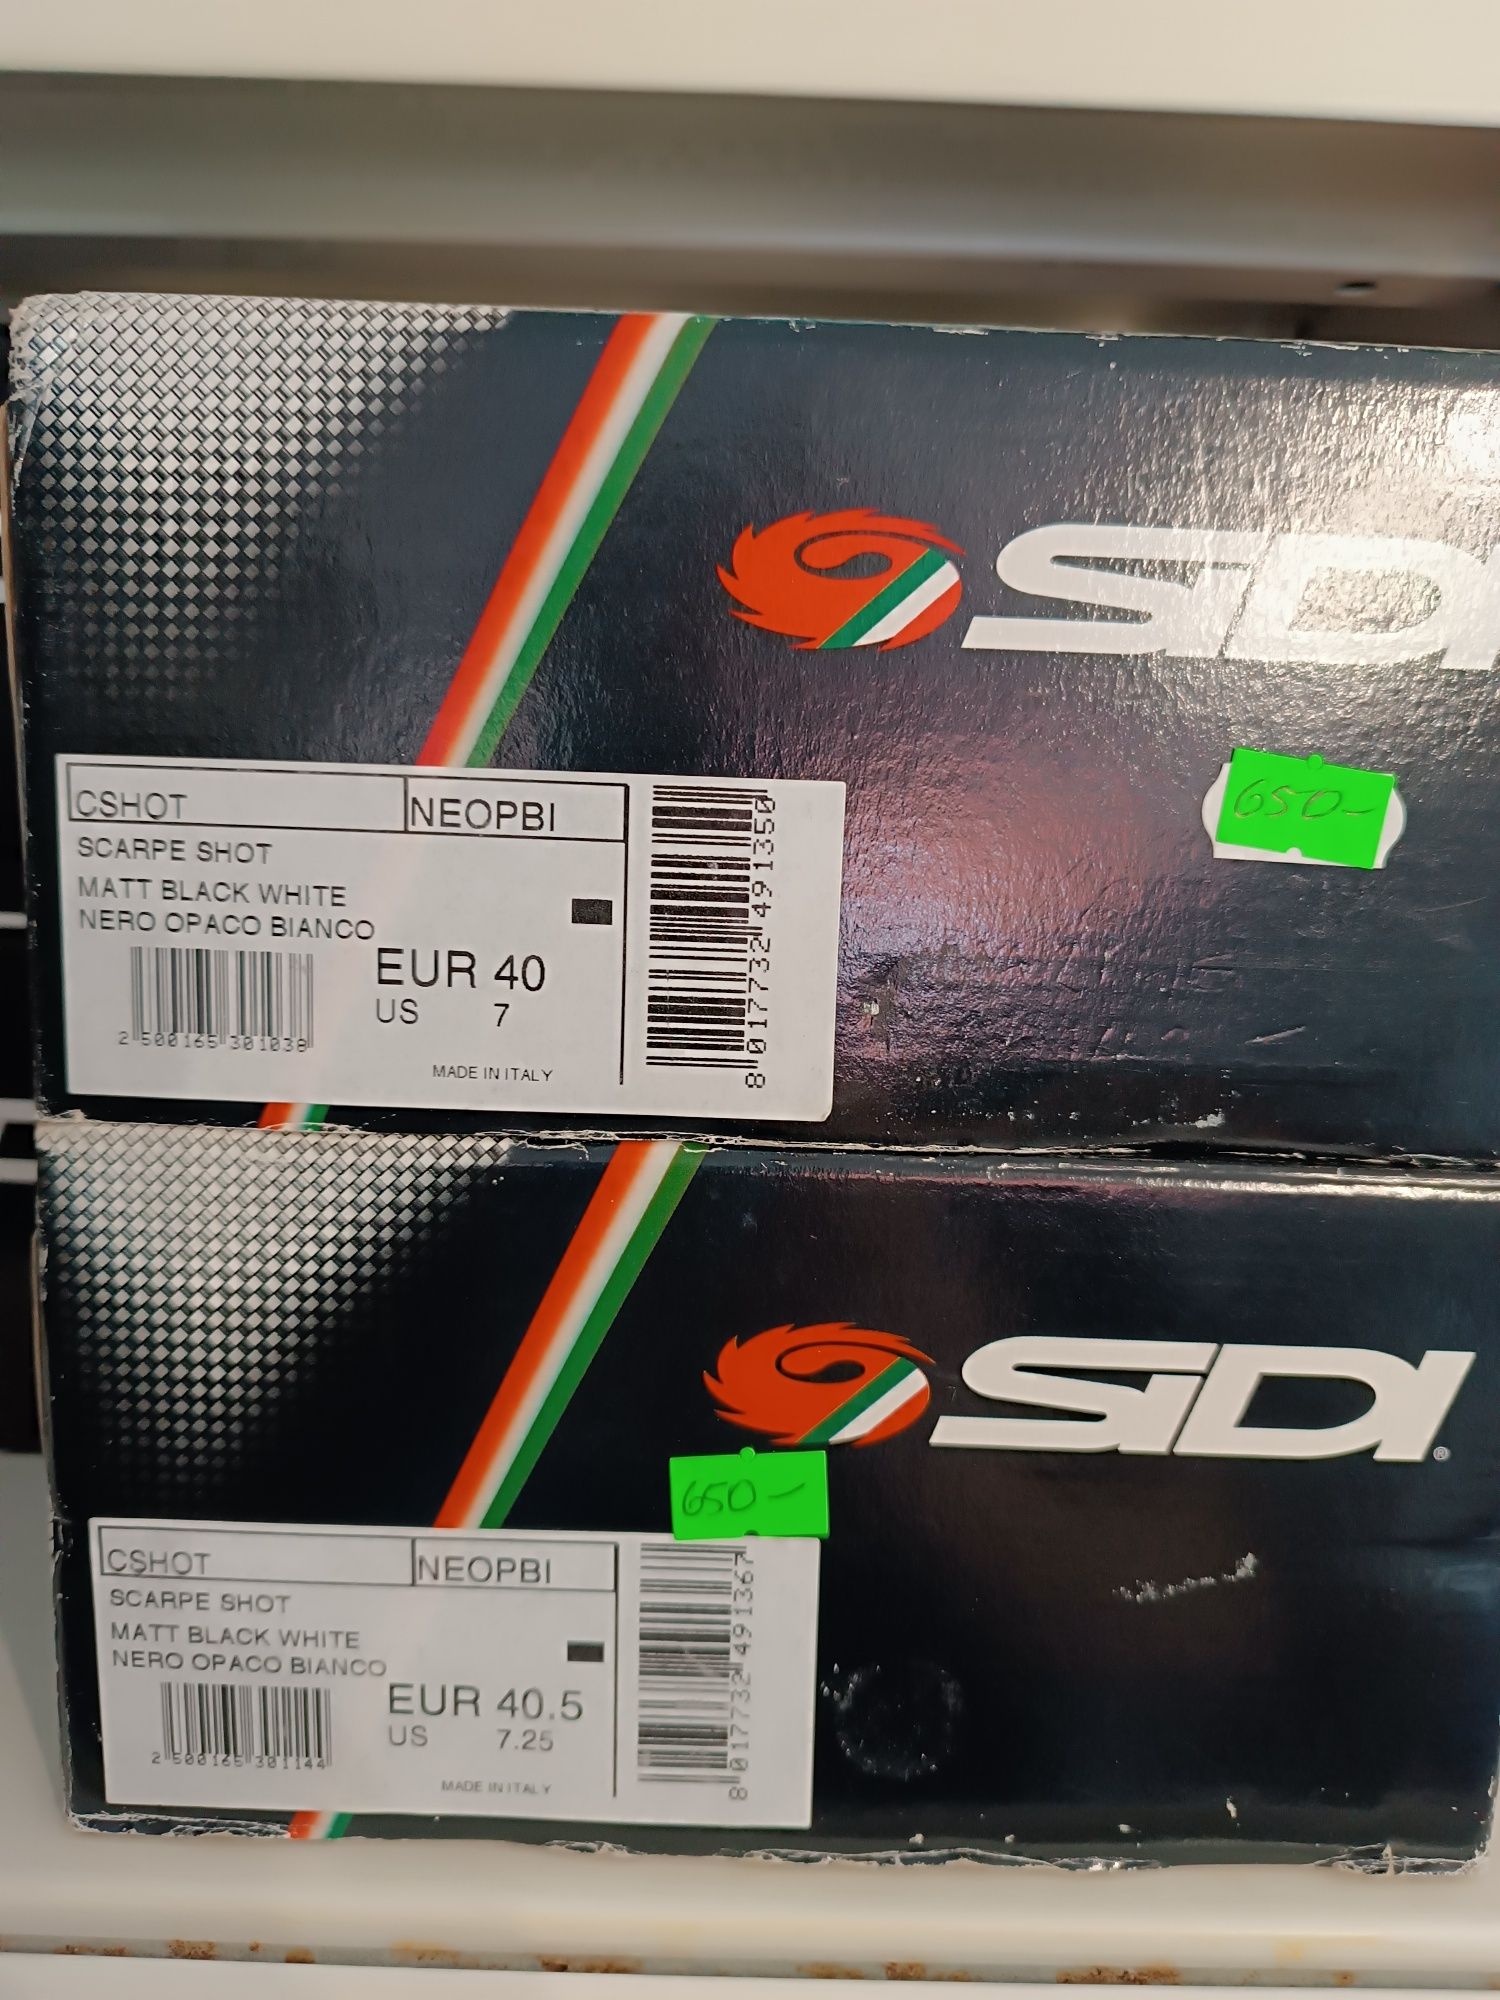 SIDI
650-
CSHOT NEOPBI
SCARPE SHOT
MATT BLACK WHITE
NERO OPACO BIANCO
EUR 40
US 7
2 500165 301038
MADE IN ITALY
8 017732 491350
SIDI®
650-
CSHOT NEOPBI
SCARPE SHOT
MATT BLACK WHITE
NERO OPACO BIANCO
EUR 40.5
US 7.25
2 500165 301144
MADE IN ITALY
8 017732 491367